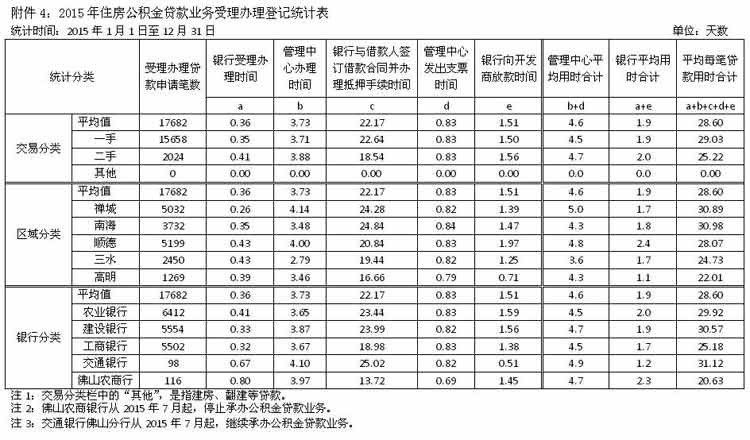 附件 4：2015 年住房公积金贷款业务受理办理登记统计表
统计时间：2015 年 1 月 1 日至 12 月 31 日 单位：天数
统计分类 受理办理贷款申请笔数 银行受理办理时间 管理中心办理时间 银行与借款人签订借款合同并办理抵押手续时间 管理中心发出支票时间 银行向开发商放款时间 管理中心平均用时合计 银行平均用时合计 平均每笔贷款用时合计
a b c d e b+d a+e a+b+c+d+e
交易分类
平均值 17682 0.36 3.73 22.17 0.83 1.51 4.6 1.9 28.60
一手 15658 0.35 3.71 22.64 0.83 1.50 4.5 1.9 29.03
二手 2024 0.41 3.88 18.54 0.83 1.56 4.7 2.0 25.22
其他 0 0.00 0.00 0.00 0.00 0.00 0.0 0.0 0.00
区域分类
平均值 17682 0.36 3.73 22.17 0.83 1.51 4.6 1.9 28.60
禅城 5032 0.26 4.14 24.28 0.82 1.39 5.0 1.7 30.89
南海 3732 0.35 3.48 24.84 0.84 1.47 4.3 1.8 30.98
顺德 5199 0.43 4.00 20.84 0.83 1.97 4.8 2.4 28.07
三水 2450 0.43 2.79 19.44 0.82 1.25 3.6 1.7 24.73
高明 1269 0.39 3.46 16.66 0.79 0.71 4.3 1.1 22.01
银行分类
平均值 17682 0.36 3.73 22.17 0.83 1.51 4.6 1.9 28.60
农业银行 6412 0.41 3.65 23.44 0.83 1.59 4.5 2.0 29.92
建设银行 5554 0.33 3.87 23.99 0.82 1.56 4.7 1.9 30.57
工商银行 5502 0.32 3.67 18.98 0.83 1.38 4.5 1.7 25.18
交通银行 98 0.67 4.10 25.02 0.82 0.51 4.9 1.2 31.12
佛山农商行 116 0.80 3.97 13.72 0.69 1.45 4.7 2.3 20.63
注 1：交易分类栏中的“其他”，是指建房、翻建等贷款。
注 2：佛山农商银行从 2015 年 7 月起，停止承办公积金贷款业务。
注 3：交通银行佛山分行从 2015 年 7 月起，继续承办公积金贷款业务。